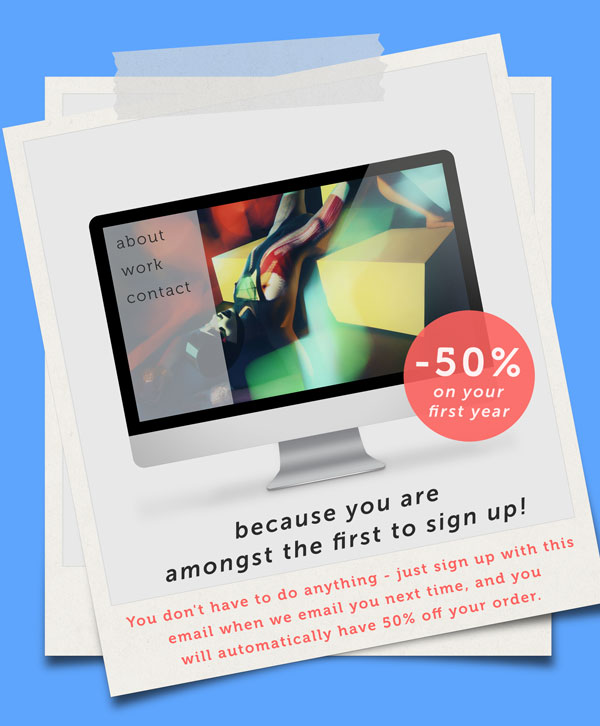 about
work
contact
-50%
on your
first year
because you are
amongst the first to sign up!
You don't have to do anything - just sign up with this
email when we email you next time, and you
will automatically have 50% off your order.